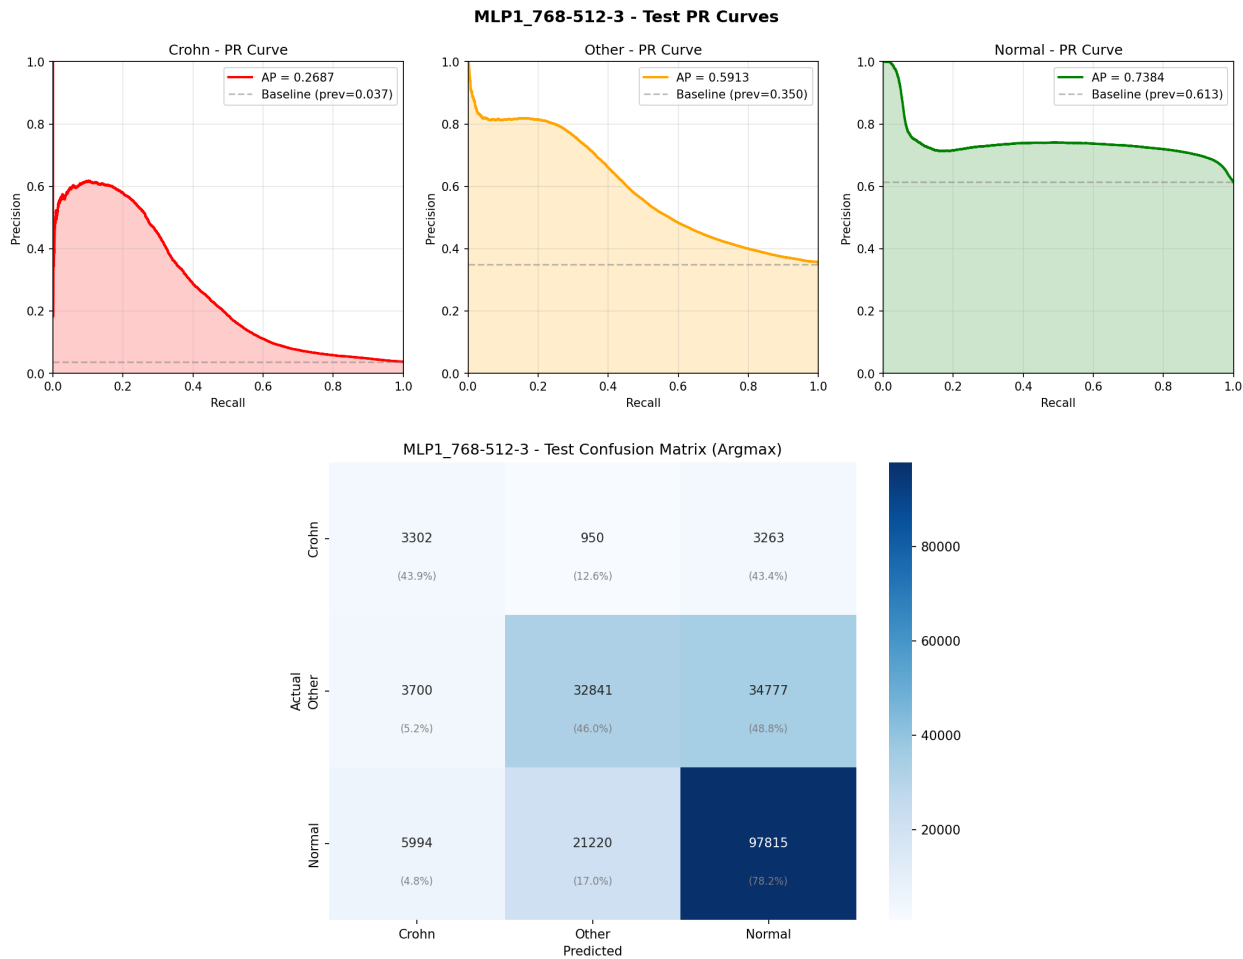 MLP1_768-512-3 - Test PR Curves
Crohn - PR Curve
AP = 0.2687
Baseline (prev=0.037)
Precision
1.0
0.8
0.6
0.4
0.2
0.0
0.0 0.2 0.4 0.6 0.8 1.0
Recall
Other - PR Curve
AP = 0.5913
Baseline (prev=0.350)
Precision
1.0
0.8
0.6
0.4
0.2
0.0
0.0 0.2 0.4 0.6 0.8 1.0
Recall
Normal - PR Curve
AP = 0.7384
Baseline (prev=0.613)
Precision
1.0
0.8
0.6
0.4
0.2
0.0
0.0 0.2 0.4 0.6 0.8 1.0
Recall
MLP1_768-512-3 - Test Confusion Matrix (Argmax)
Actual
Crohn
3302 950 3263
(43.9%) (12.6%) (43.4%)
Other
3700 32841 34777
(5.2%) (46.0%) (48.8%)
Normal
5994 21220 97815
(4.8%) (17.0%) (78.2%)
Crohn Other Normal
Predicted
80000
60000
40000
20000